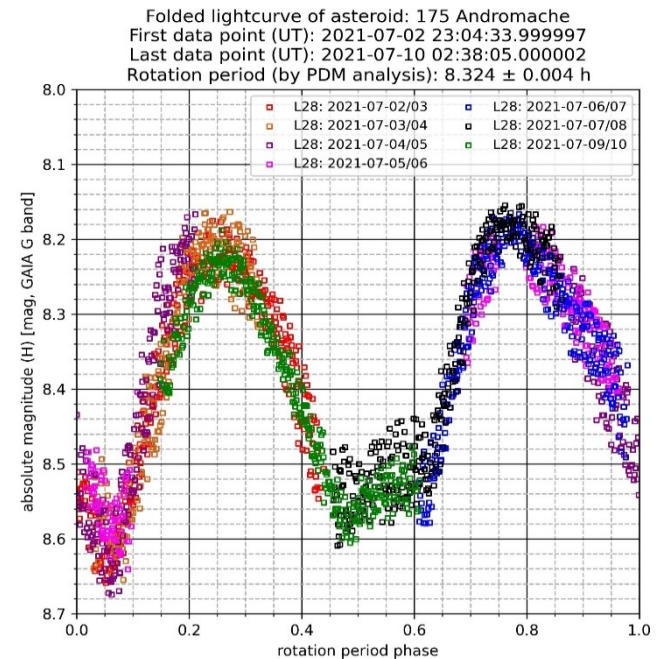 Folded lightcurve of asteroid: 175 Andromache
First data point (UT): 2021-07-02 23:04:33.999997
Last data point (UT): 2021-07-10 02:38:05.000002
Rotation period (by PDM analysis): 8.324 ± 0.004 h
L28: 2021-07-02/03
L28: 2021-07-03/04
L28: 2021-07-04/05
L28: 2021-07-05/06
L28: 2021-07-06/07
L28: 2021-07-07/08
L28: 2021-07-09/10
absolute magnitude (H) [mag, GAIA G band]
8.0
8.1
8.2
8.3
8.4
8.5
8.6
8.7
0.0 0.2 0.4 0.6 0.8 1.0
rotation period phase